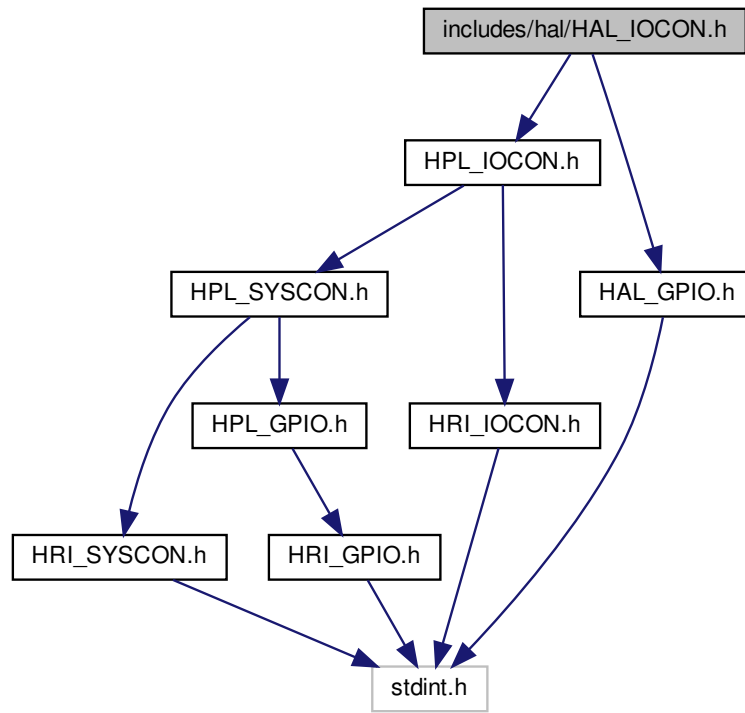 includes/hal/HAL_IOCON.h
HPL_IOCON.h
HPL_SYSCON.h
HAL_GPIO.h
HPL_GPIO.h
HRI_IOCON.h
HRI_SYSCON.h
HRI_GPIO.h
stdint.h